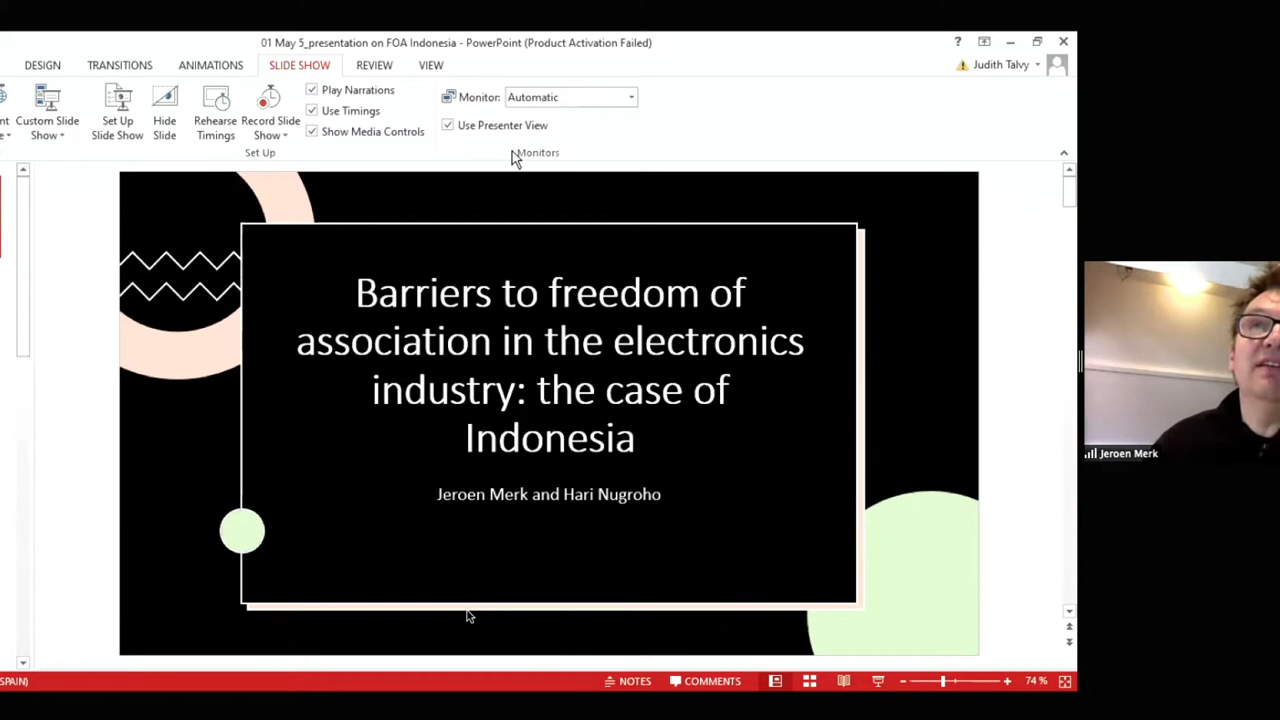 01 May 5_presentation on FOA Indonesia - PowerPoint (Product Activation Failed)
?
DESIGN TRANSITIONS ANIMATIONS SLIDE SHOW REVIEW VIEW
Judith Talvy
Custom Slide
Show
Set Up
Slide Show
Hide
Slide
Rehearse
Timings
Record Slide
Show
Play Narrations
Use Timings
Show Media Controls
Monitor: Automatic
Use Presenter View
Set Up
Monitors
Barriers to freedom of
association in the electronics
industry: the case of
Indonesia
Jeroen Merk and Hari Nugroho
Jeroen Merk
SPAIN)
NOTES COMMENTS 74 %